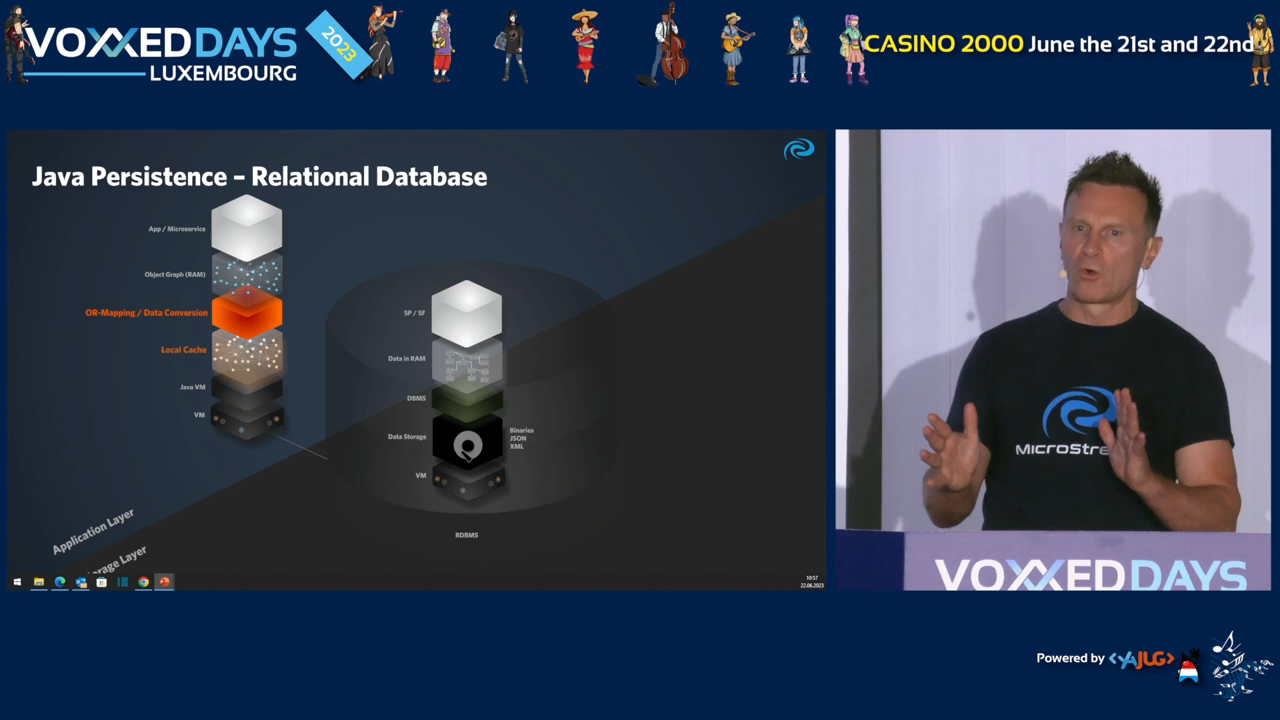 VOXXED DAYS
LUXEMBOURG
2023
CASINO 2000 June the 21st and 22nd
Java Persistence – Relational Database
App / Microservice
Object Graph (RAM)
OR-Mapping / Data Conversion
Local Cache
Java VM
VM
SP / SF
Data in RAM
DBMS
Data Storage
Binaries
JSON
XML
VM
RDBMS
Application Layer
rage Layer
10:57
22.06.2023
MicroStre
VOXXED DAYS
Powered by <YAJUG>